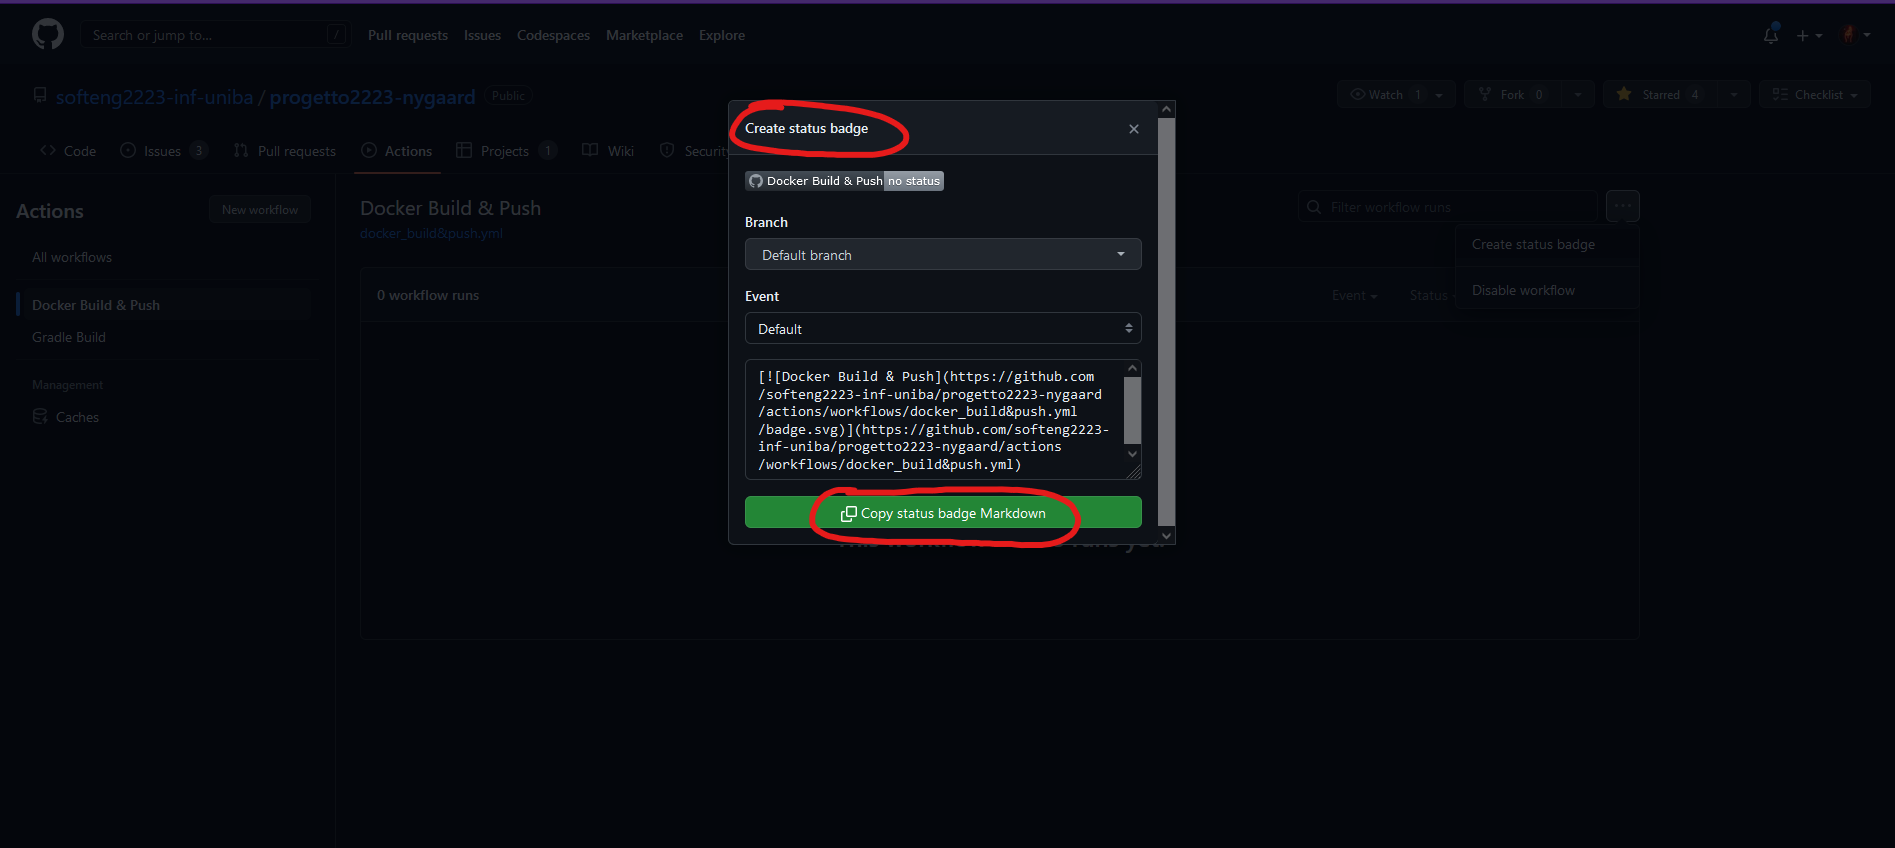 Search or jump to...
/
Pull requests
Issues
Codespaces
Marketplace
Explore
softeng2223-inf-uniba / progetto2223-nygaard
Public
Watch 1
Fork 0
Starred 4
Checklist
Code
Issues 3
Pull requests
Actions
Projects 1
Wiki
Security
Actions
New workflow
All workflows
Docker Build & Push
Gradle Build
Management
Caches
Docker Build & Push
docker_build&push.yml
Filter workflow runs
...
Create status badge
Disable workflow
0 workflow runs
Event
Status
Create status badge
Docker Build & Push no status
Branch
Default branch
Event
Default
[![Docker Build & Push](https://github.com
/softeng2223-inf-uniba/progetto2223-nygaard
/actions/workflows/docker_build&push.yml
/badge.svg)](https://github.com/softeng2223-
inf-uniba/progetto2223-nygaard/actions
/workflows/docker_build&push.yml)
Copy status badge Markdown